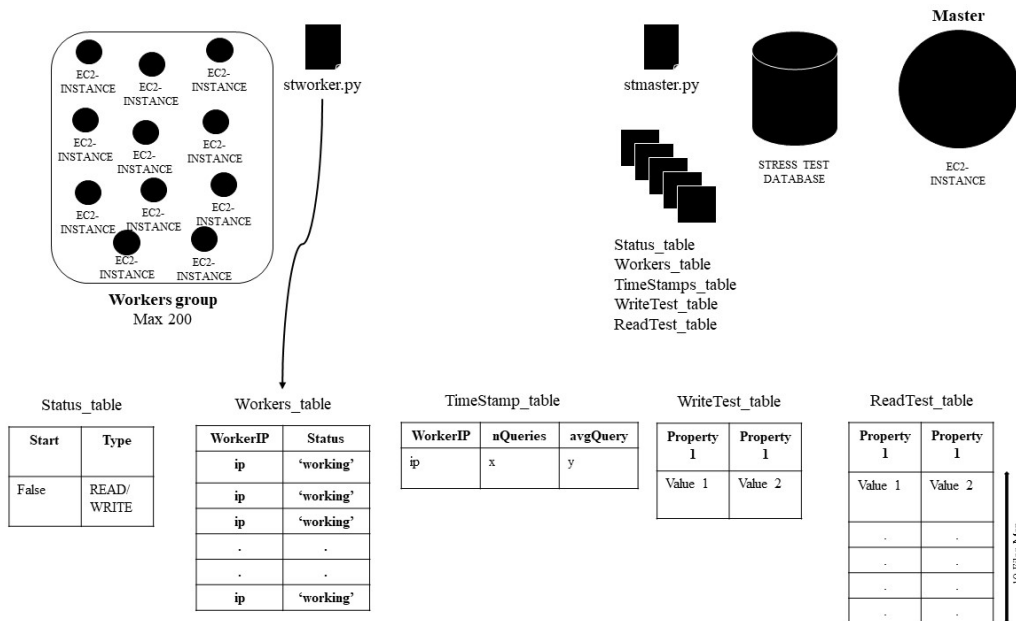 EC2-
INSTANCE
EC2-
INSTANCE
EC2-
INSTANCE
EC2-
INSTANCE
EC2-
INSTANCE
EC2-
INSTANCE
EC2-
INSTANCE
EC2-
INSTANCE
EC2-
INSTANCE
EC2-
INSTANCE
EC2-
INSTANCE
Workers group
Max 200
stworker.py
stmaster.py
STRESS TEST
DATABASE
Master
EC2-
INSTANCE
Status_table
Workers_table
TimeStamps_table
WriteTest_table
ReadTest_table
Status_table
Start Type
False READ/
WRITE
Workers_table
WorkerIP Status
ip ‘working’
ip ‘working’
ip ‘working’
. .
. .
ip ‘working’
TimeStamp_table
WorkerIP nQueries avgQuery
ip x y
WriteTest_table
Property Property
1 1
Value 1 Value 2
ReadTest_table
Property Property
1 1
Value 1 Value 2
. .
. .
. .
. .